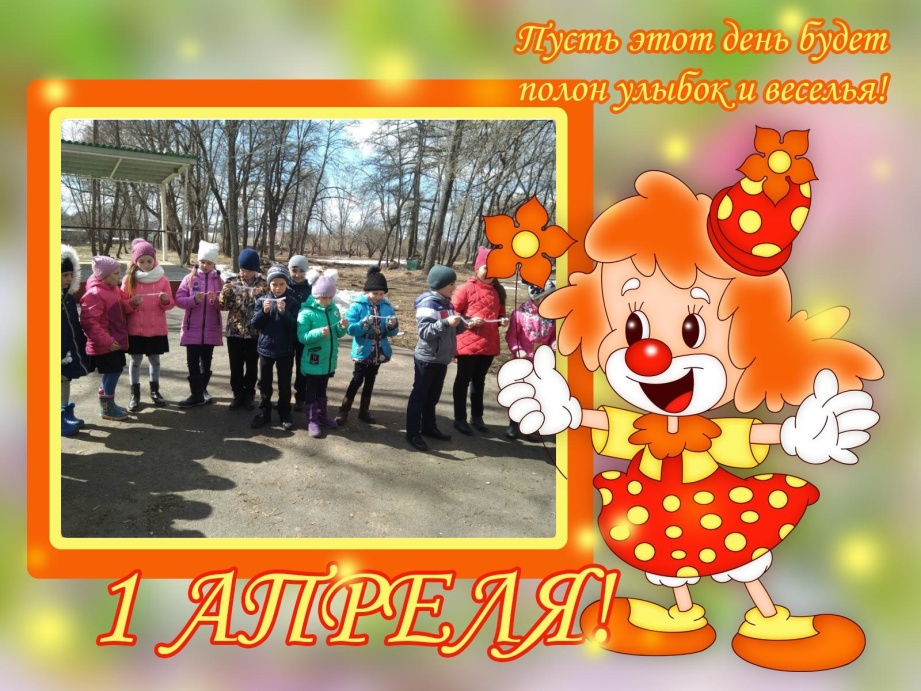 Пусть этот день будет
полон улыбок и веселья!
1 АПРЕЛЯ!